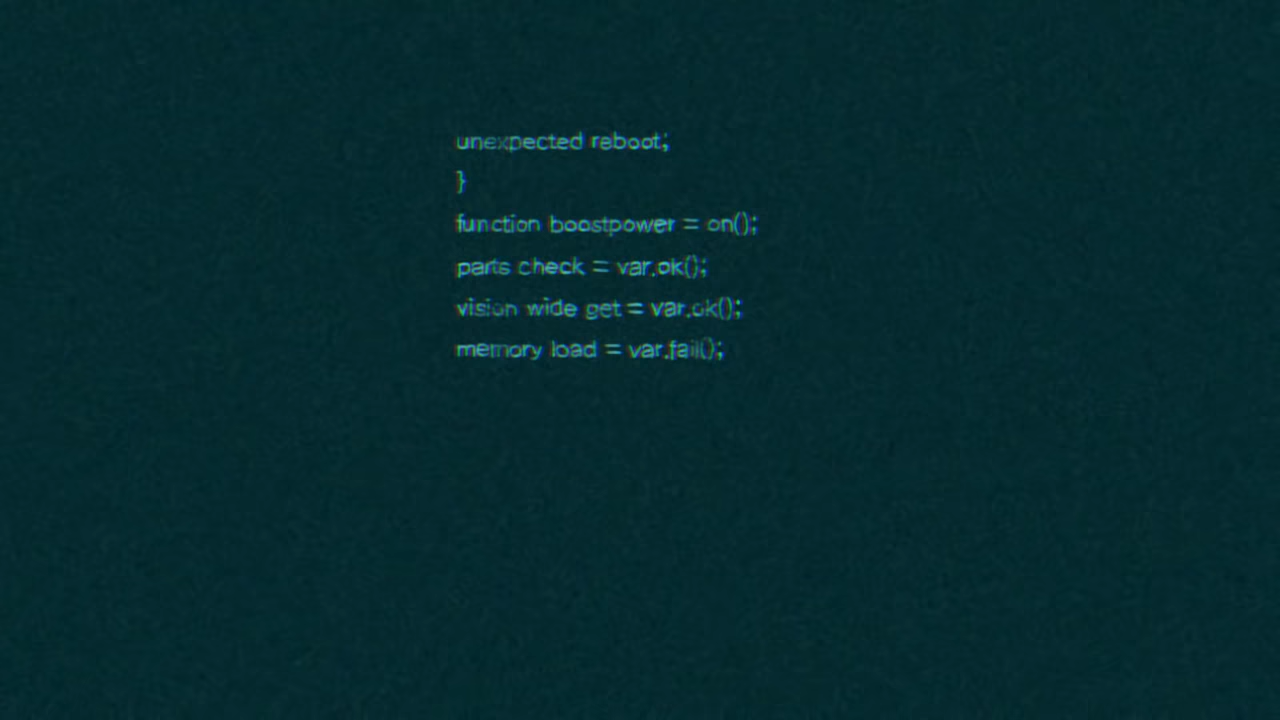 unexpected reboot;
}
function boostpower = on();
parts check = var.ok();
vision wide get = var.ok();
memory load = var.fail();